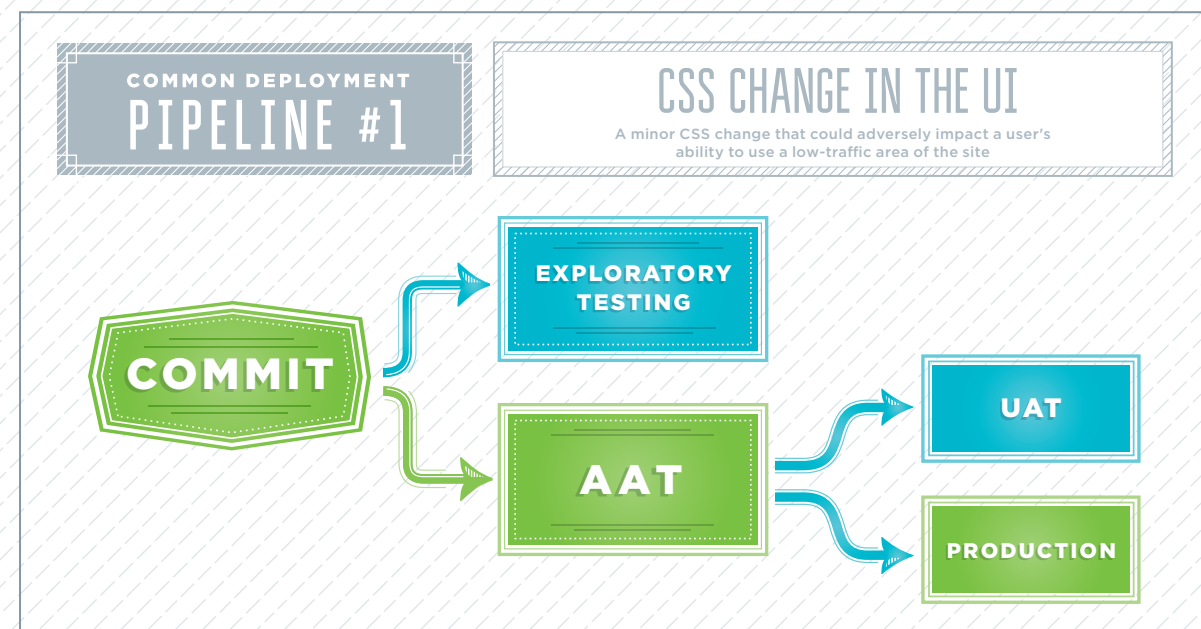 COMMON DEPLOYMENT
PIPELINE #1
CSS CHANGE IN THE UI
A minor CSS change that could adversely impact a user's
ability to use a low-traffic area of the site
EXPLORATORY
TESTING
COMMIT
UAT
AAT
PRODUCTION